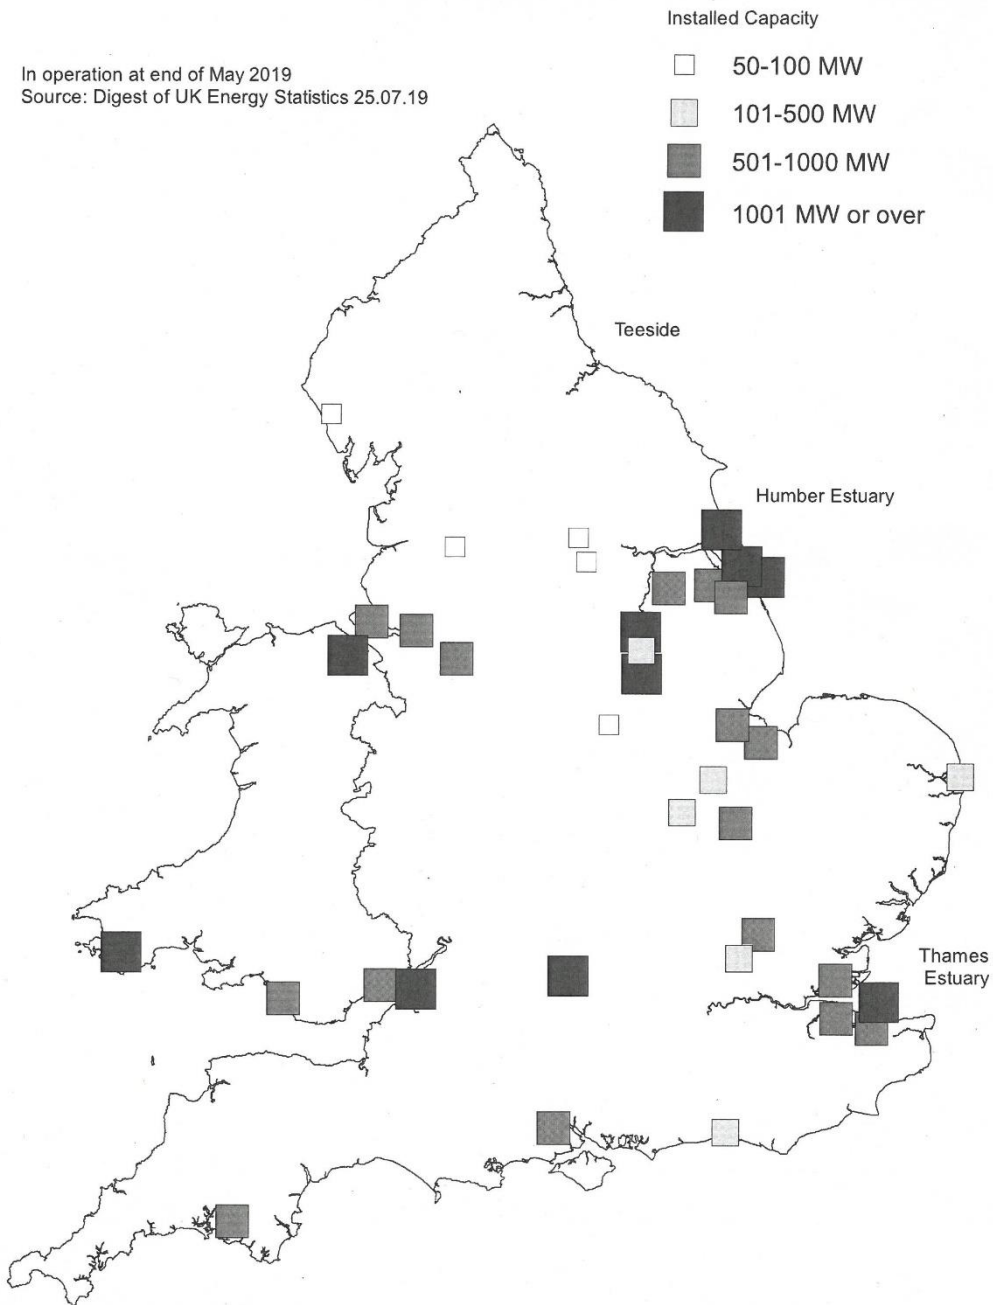 Installed Capacity
50-100 MW
101-500 MW
501-1000 MW
1001 MW or over
In operation at end of May 2019
Source: Digest of UK Energy Statistics 25.07.19
Teeside
Humber Estuary
Thames
Estuary